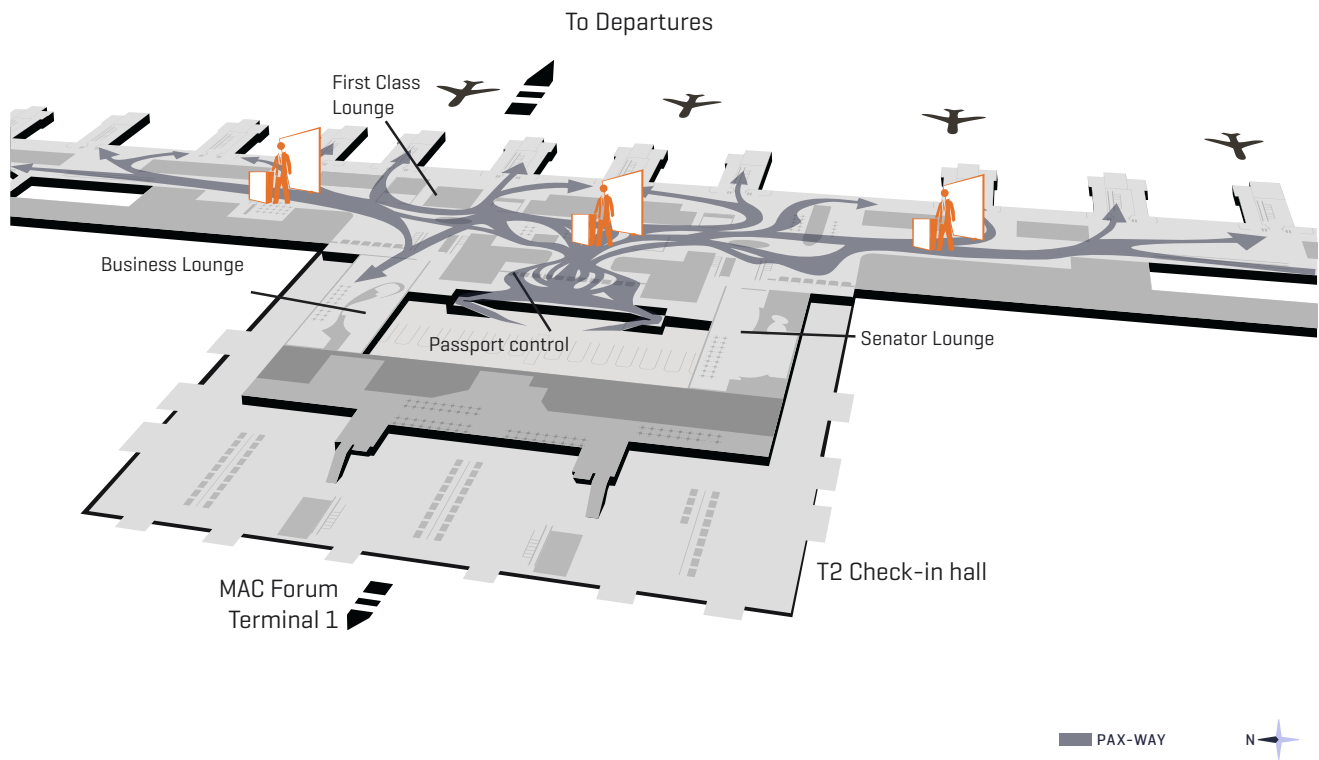 To Departures
First Class
Lounge
Business Lounge
Passport control
Senator Lounge
T2 Check-in hall
MAC Forum
Terminal 1
PAX-WAY
N